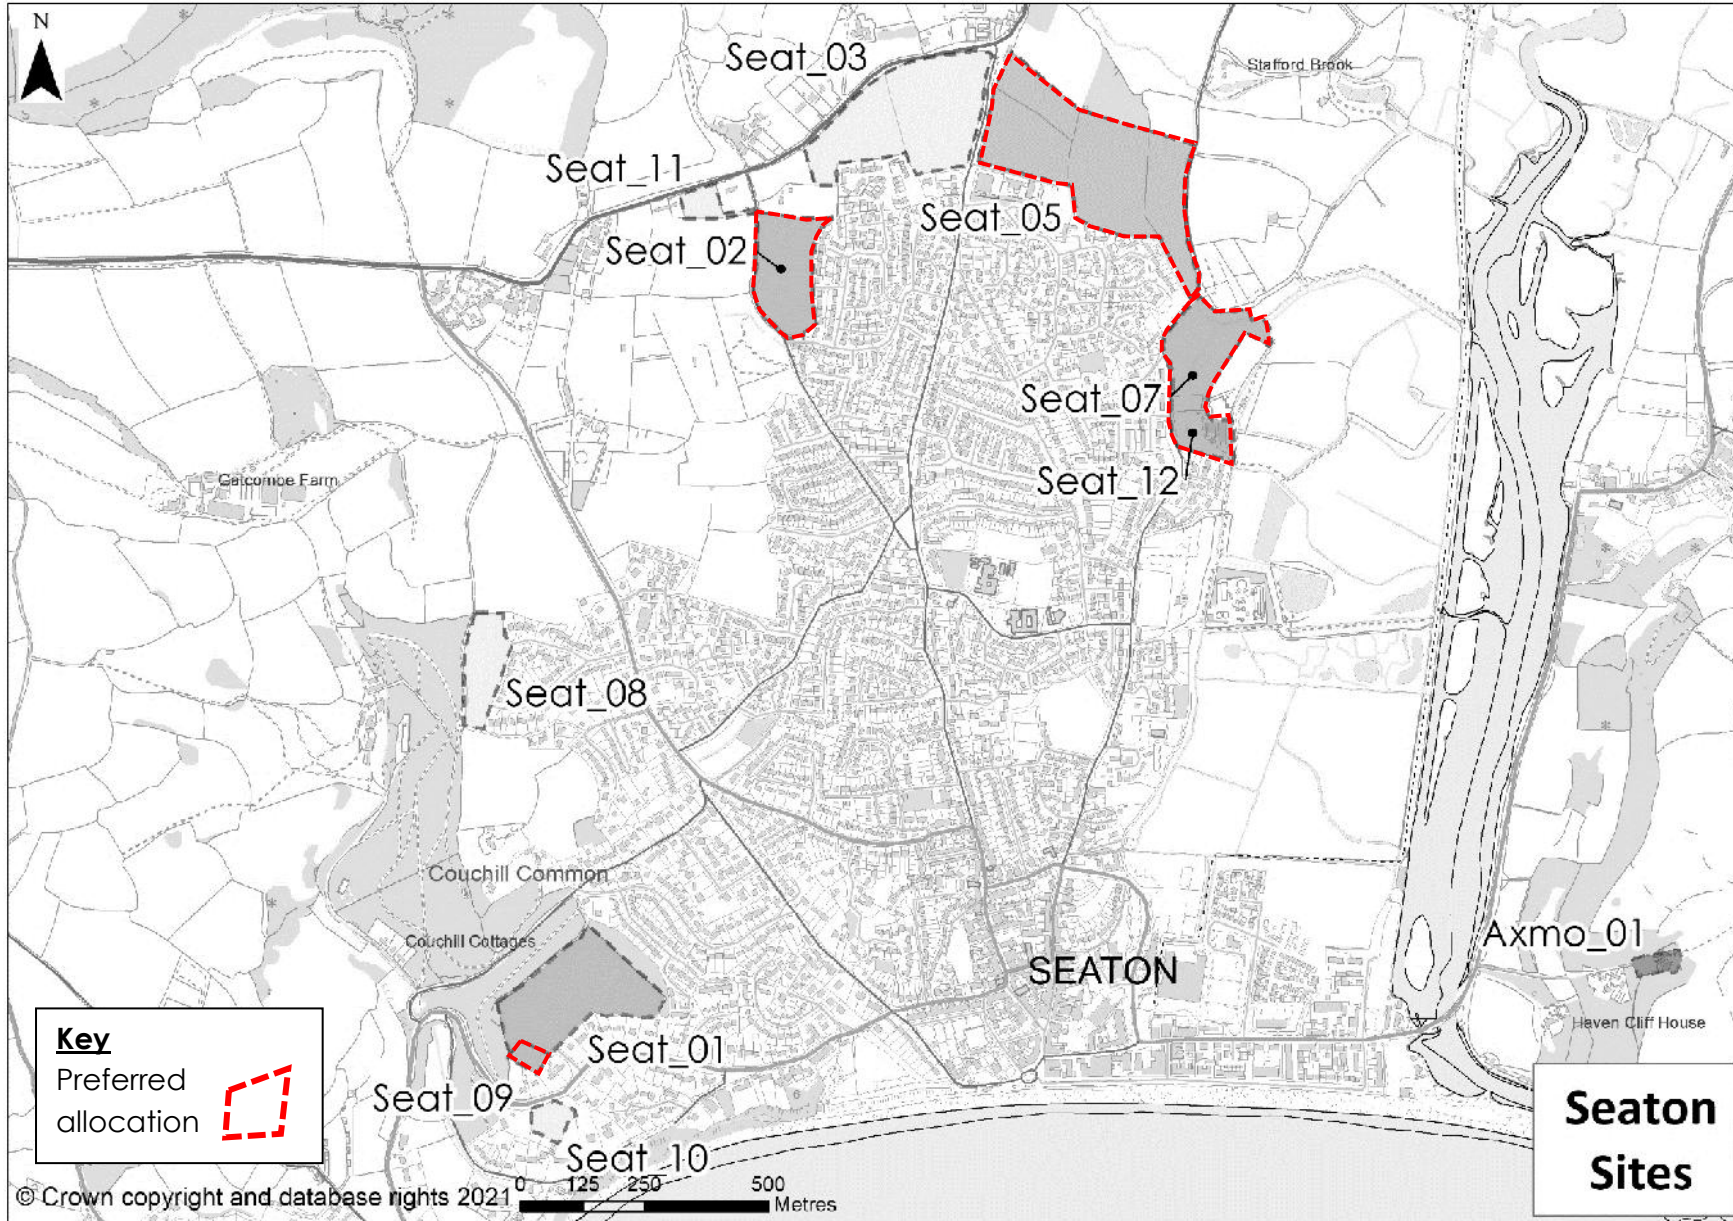 N
Seat_03
Stafford Brook
Seat_11
Seat_05
Seat_02
Seat_07
Seat_12
Gatcombe Farm
Seat_08
Couchill Common
Couchill Cottages
Axmo_01
SEATON
Haven Cliff House
Key
Preferred
allocation
Seat_01
Seat_09
Seat_10
Seaton
Sites
© Crown copyright and database rights 2021
0 125 250 500
Metres